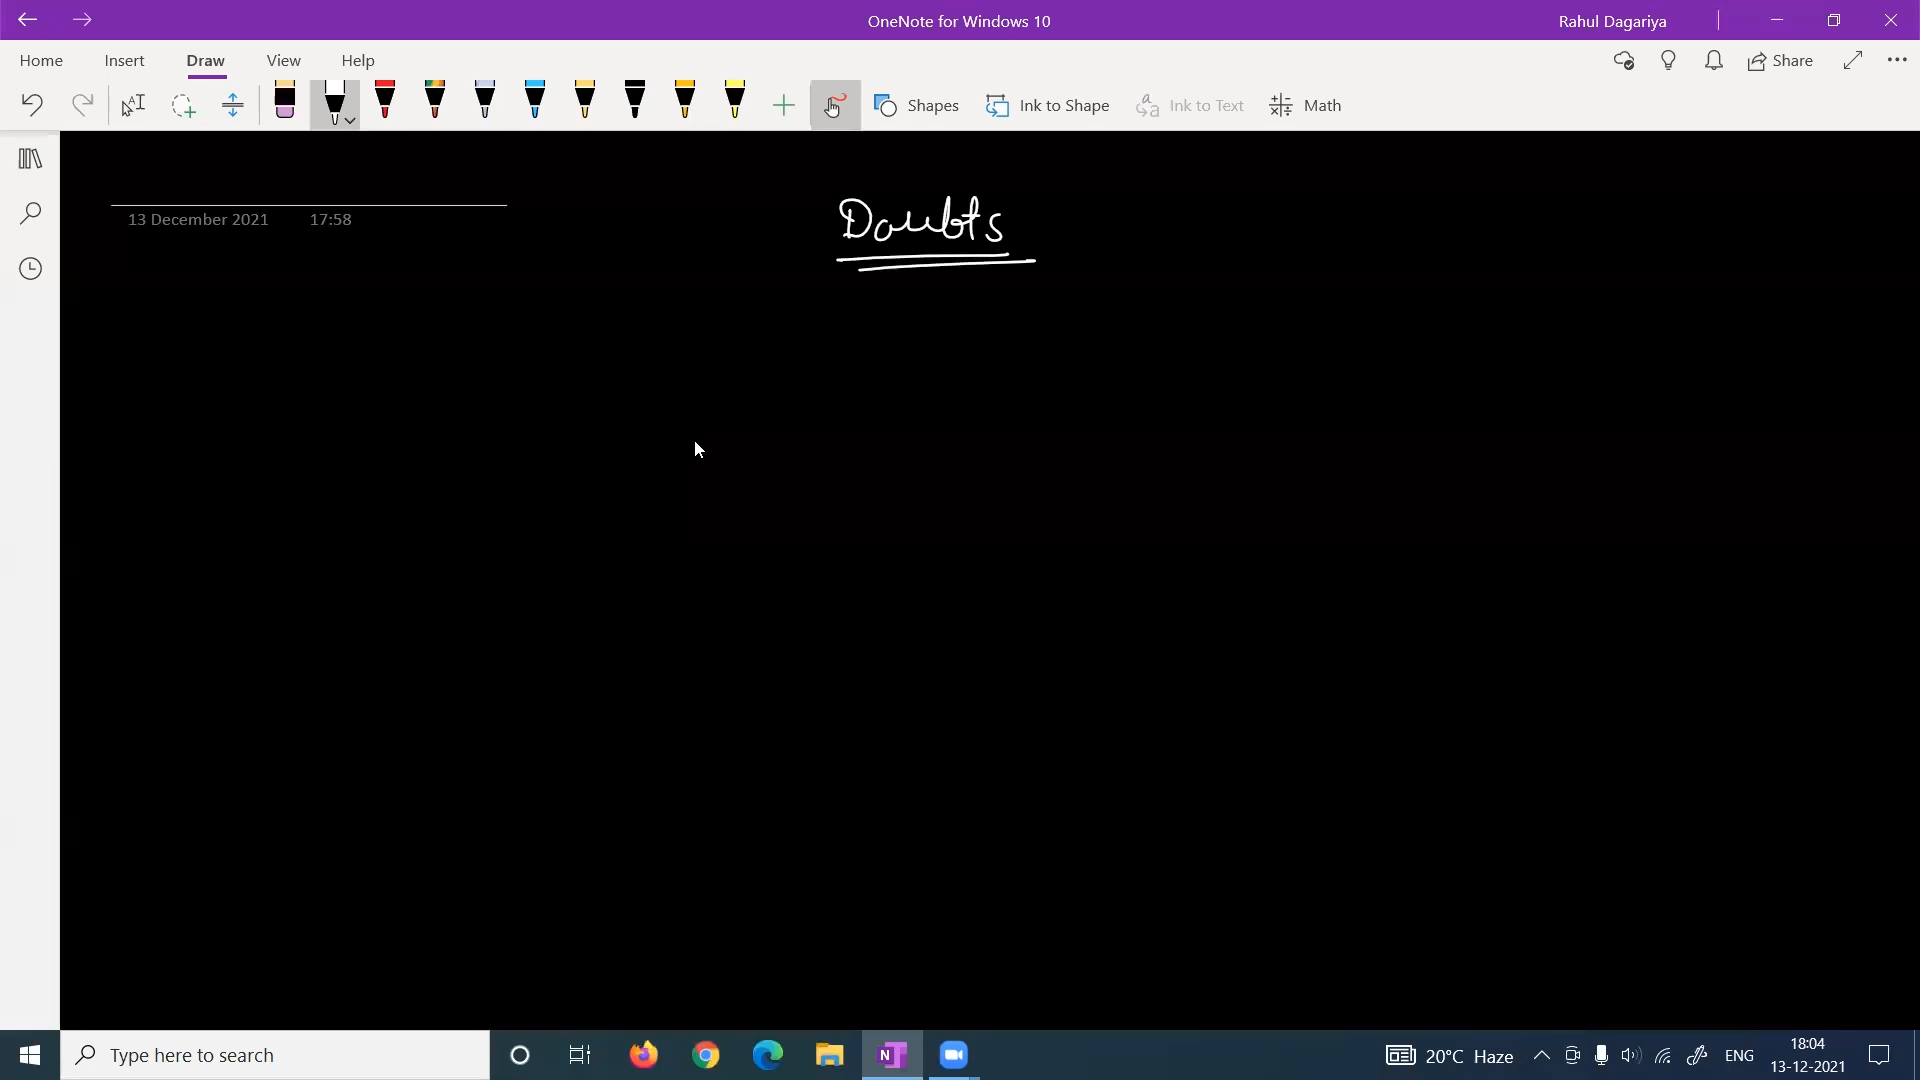 OneNote for Windows 10
Rahul Dagariya
Home Insert Draw View Help
Share
Shapes Ink to Shape Ink to Text Math
13 December 2021 17:58
Doubts
Type here to search
20°C Haze
ENG
18:04
13-12-2021